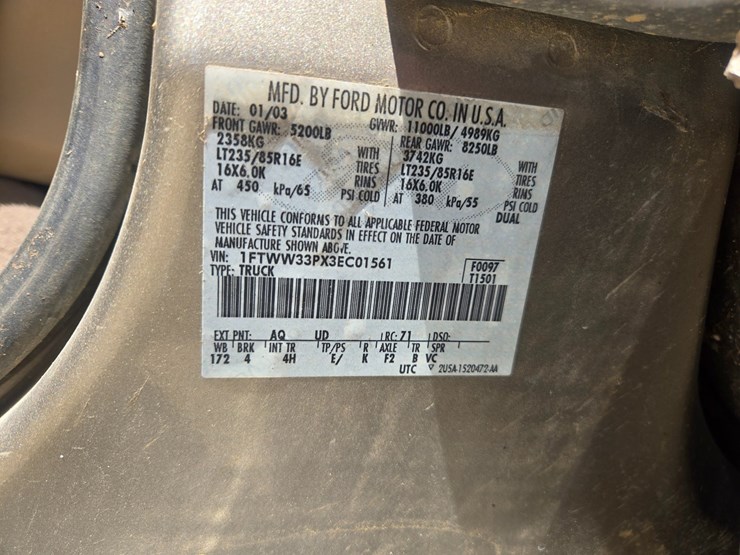 MFD. BY FORD MOTOR CO. IN U.S.A.
DATE: 01/03 GVWR: 11000LB/ 4989KG
FRONT GAWR: 5200LB REAR GAWR: 8250LB
2358KG WITH 3742KG WITH
LT235/85R16E TIRES LT235/85R16E TIRES
16X6.0K RIMS 16X6.0K RIMS
AT 450 kPa/65 PSI COLD AT 380 kPa/55 PSI COLD
DUAL
THIS VEHICLE CONFORMS TO ALL APPLICABLE FEDERAL MOTOR
VEHICLE SAFETY STANDARDS IN EFFECT ON THE DATE OF
MANUFACTURE SHOWN ABOVE.
VIN: 1FTWW33PX3EC01561 F0097
TYPE: TRUCK T1501
EXT PNT: AQ UD RC: 71 DSO:
WB BRK INT TR TP/PS R AXLE TR SPR
172 4 4H E/ K F2 B VC
UTC ▽ 2USA-1520472-AA